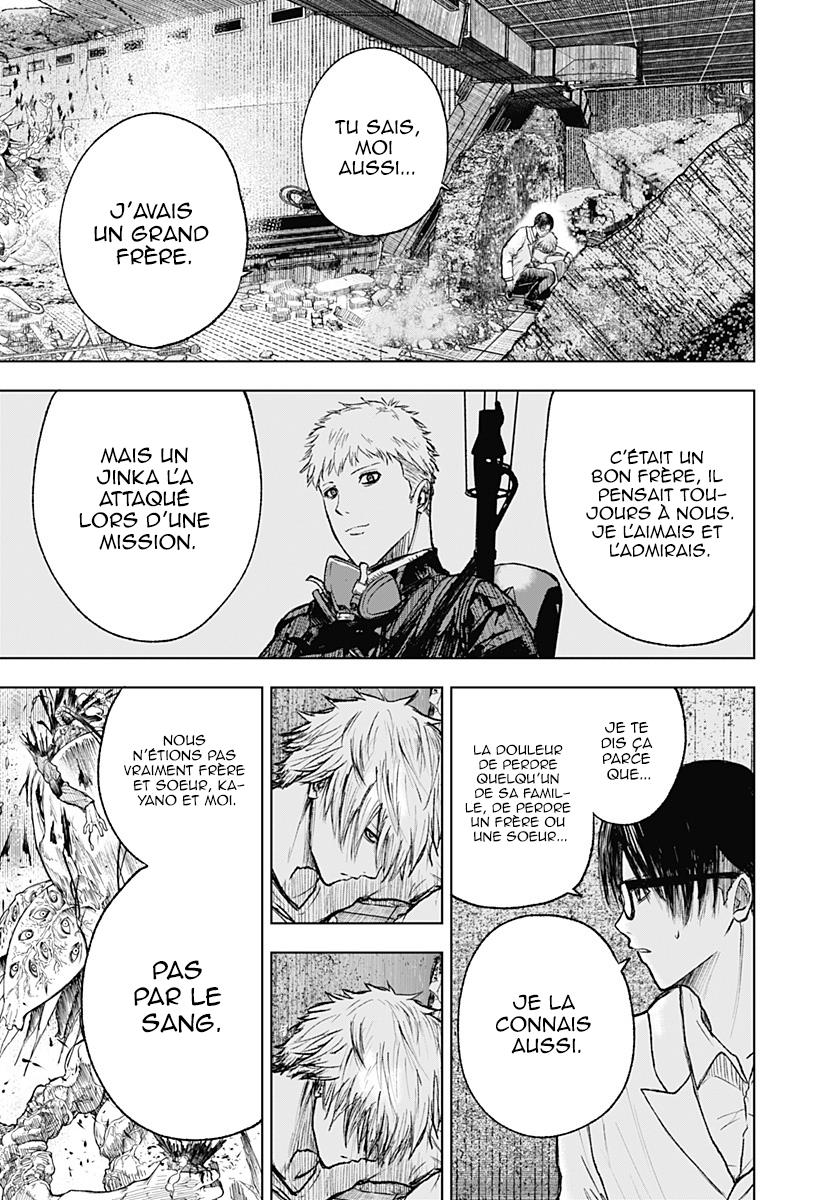 TU SAIS,
MOI
AUSSI...
J'AVAIS
UN GRAND
FRÈRE.
C'ÉTAIT UN
BON FRÈRE, IL
PENSAIT TOU-
JOURS À NOUS.
JE L'AIMAIS ET
L'ADMIRAIS.
MAIS UN
JINKA L'A
ATTAQUÉ
LORS D'UNE
MISSION.
JE TE
DIS ÇA
PARCE
QUE...
LA DOULEUR
DE PERDRE
QUELQU'UN
DE SA FAMIL-
LE, DE PERDRE
UN FRÈRE OU
UNE SOEUR...
JE LA
CONNAIS
AUSSI.
NOUS
N'ÉTIONS PAS
VRAIMENT FRÈRE
ET SOEUR, KA-
YANO ET MOI.
PAS
PAR LE
SANG.